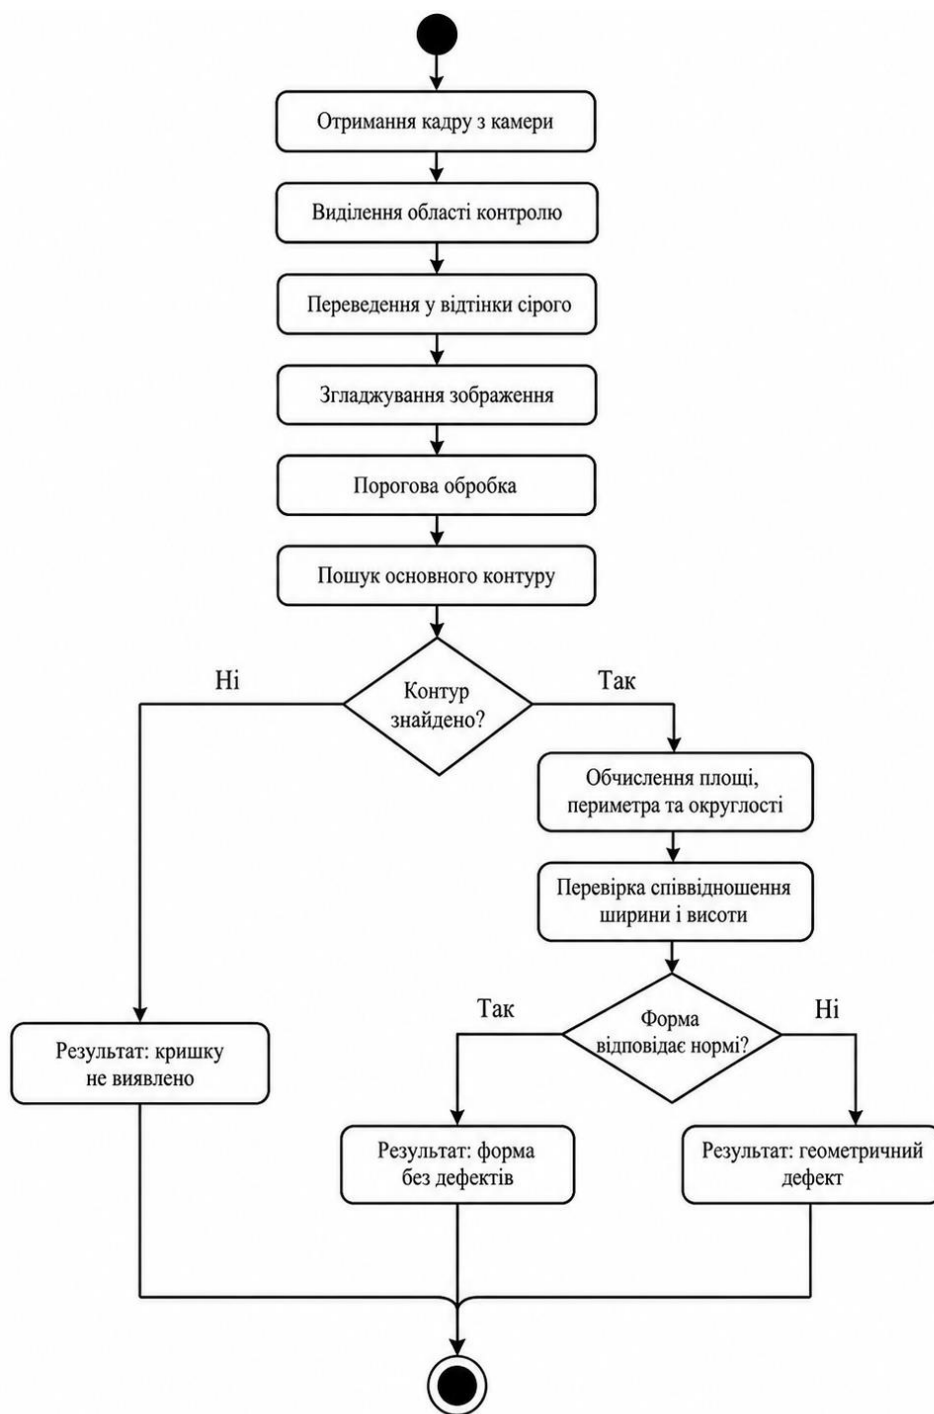 Отримання кадру з камери
Виділення області контролю
Переведення у відтінки сірого
Згладжування зображення
Порогова обробка
Пошук основного контуру
Ні
Так
Контур
знайдено?
Обчислення площі,
периметра та округлості
Перевірка співвідношення
ширини і висоти
Так
Ні
Форма
відповідає нормі?
Результат: кришку
не виявлено
Результат: форма
без дефектів
Результат: геометричний
дефект